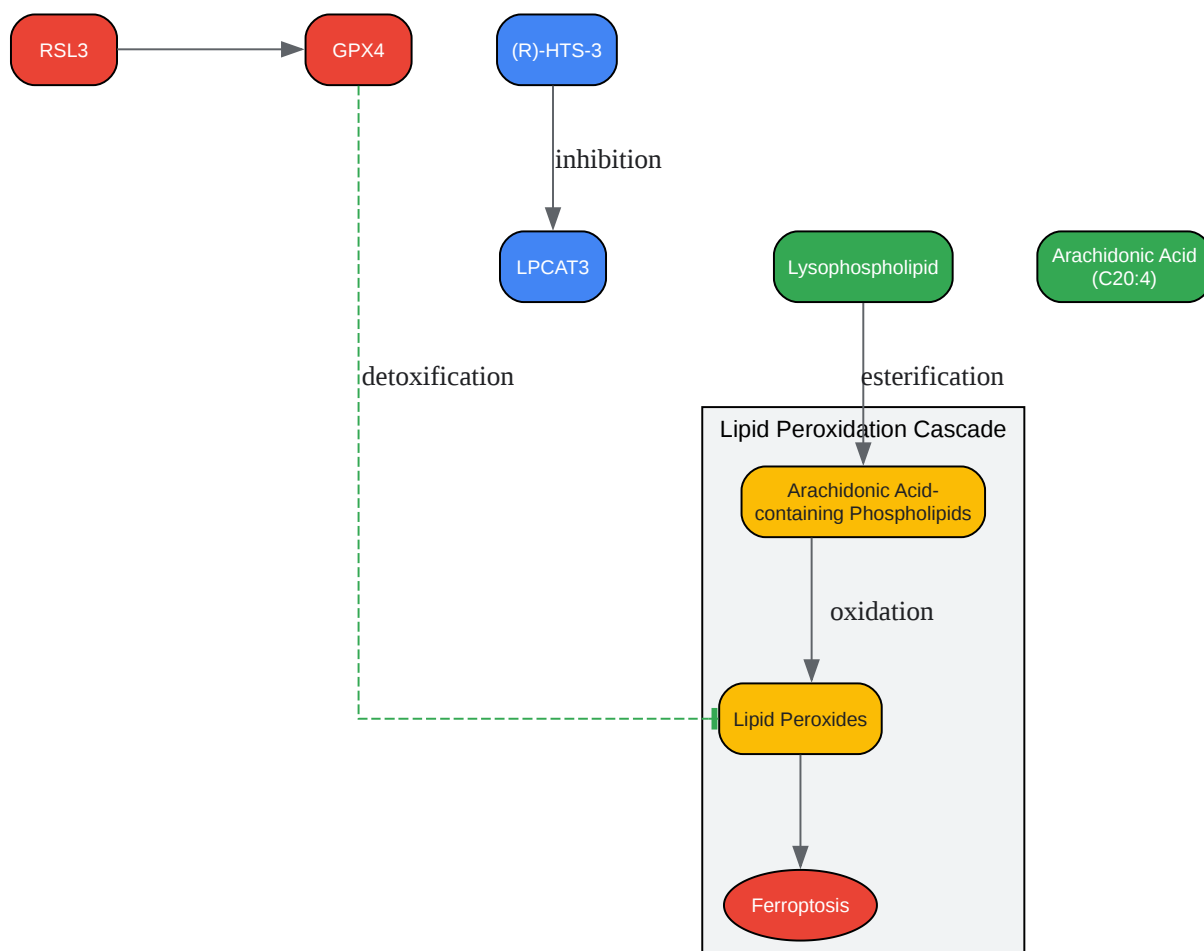 RSL3
GPX4
(R)-HTS-3
inhibition
LPCAT3
Lysophospholipid
Arachidonic Acid
(C20:4)
detoxification
esterification
Lipid Peroxidation Cascade
Arachidonic Acid-
containing Phospholipids
oxidation
Lipid Peroxides
Ferroptosis